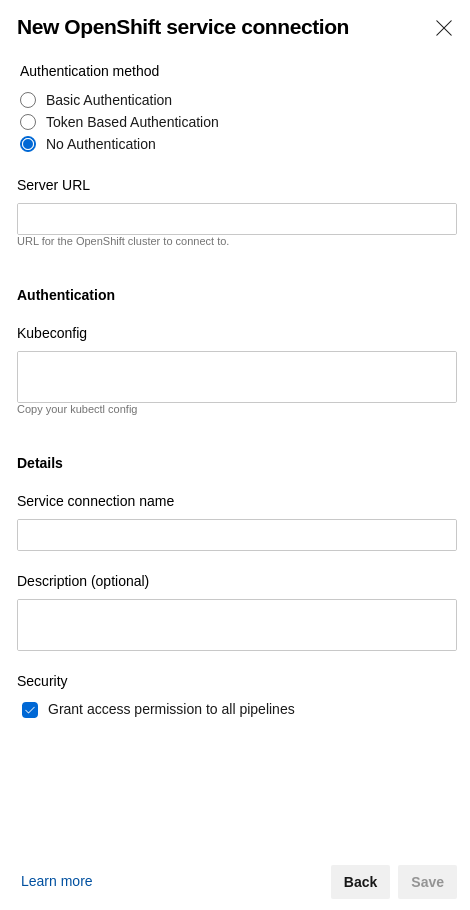 New OpenShift service connection
Authentication method
Basic Authentication
Token Based Authentication
No Authentication
Server URL
URL for the OpenShift cluster to connect to.
Authentication
Kubeconfig
Copy your kubectl config
Details
Service connection name
Description (optional)
Security
Grant access permission to all pipelines
Learn more
Back
Save